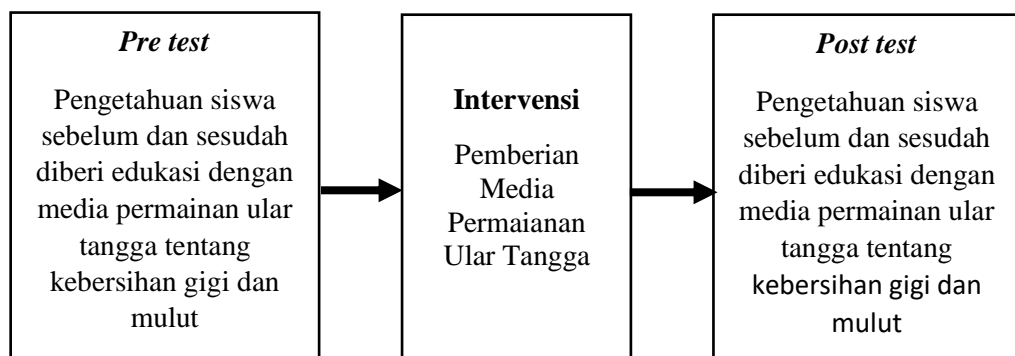 Pre test
Pengetahuan siswa
sebelum dan sesudah
diberi edukasi dengan
media permainan ular
tangga tentang
kebersihan gigi dan
mulut
Intervensi
Pemberian
Media
Permaianan
Ular Tangga
Post test
Pengetahuan siswa
sebelum dan sesudah
diberi edukasi dengan
media permainan ular
tangga tentang
kebersihan gigi dan
mulut